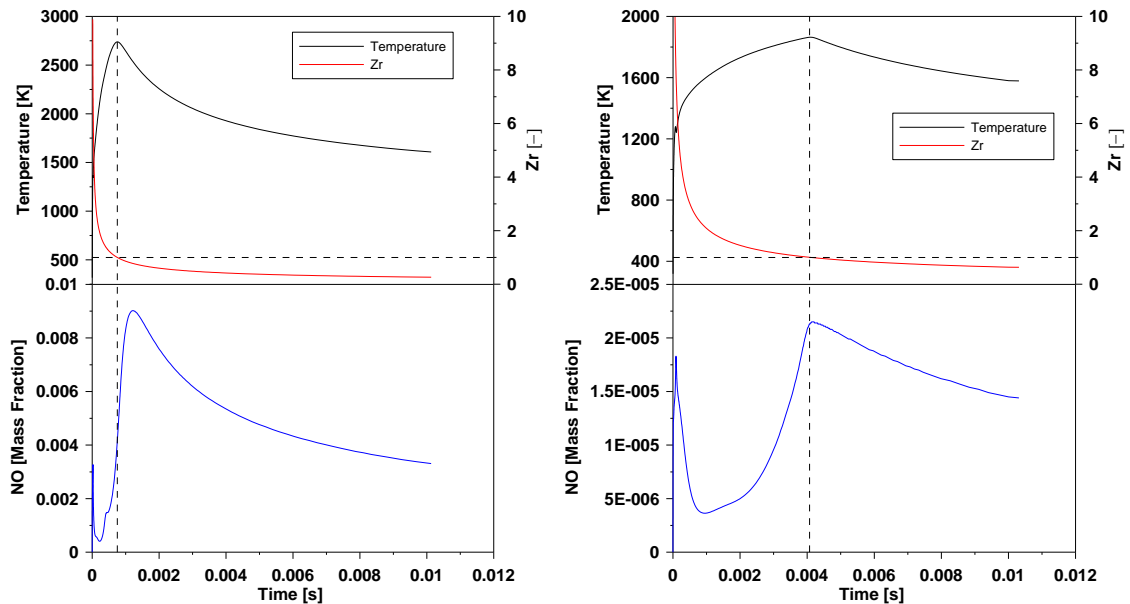 3000
2500
2000
1500
1000
500
0.01
Temperature [K]
10
8
6
4
2
0
Zr [−]
Temperature
Zr
0.008
0.006
0.004
0.002
0
NO [Mass Fraction]
0
0.002
0.004
0.006
0.008
0.01
0.012
Time [s]
2000
1600
1200
800
400
2.5E-005
Temperature [K]
10
8
6
4
2
0
Zr [−]
Temperature
Zr
2E-005
1.5E-005
1E-005
5E-006
0
NO [Mass Fraction]
0
0.002
0.004
0.006
0.008
0.01
0.012
Time [s]